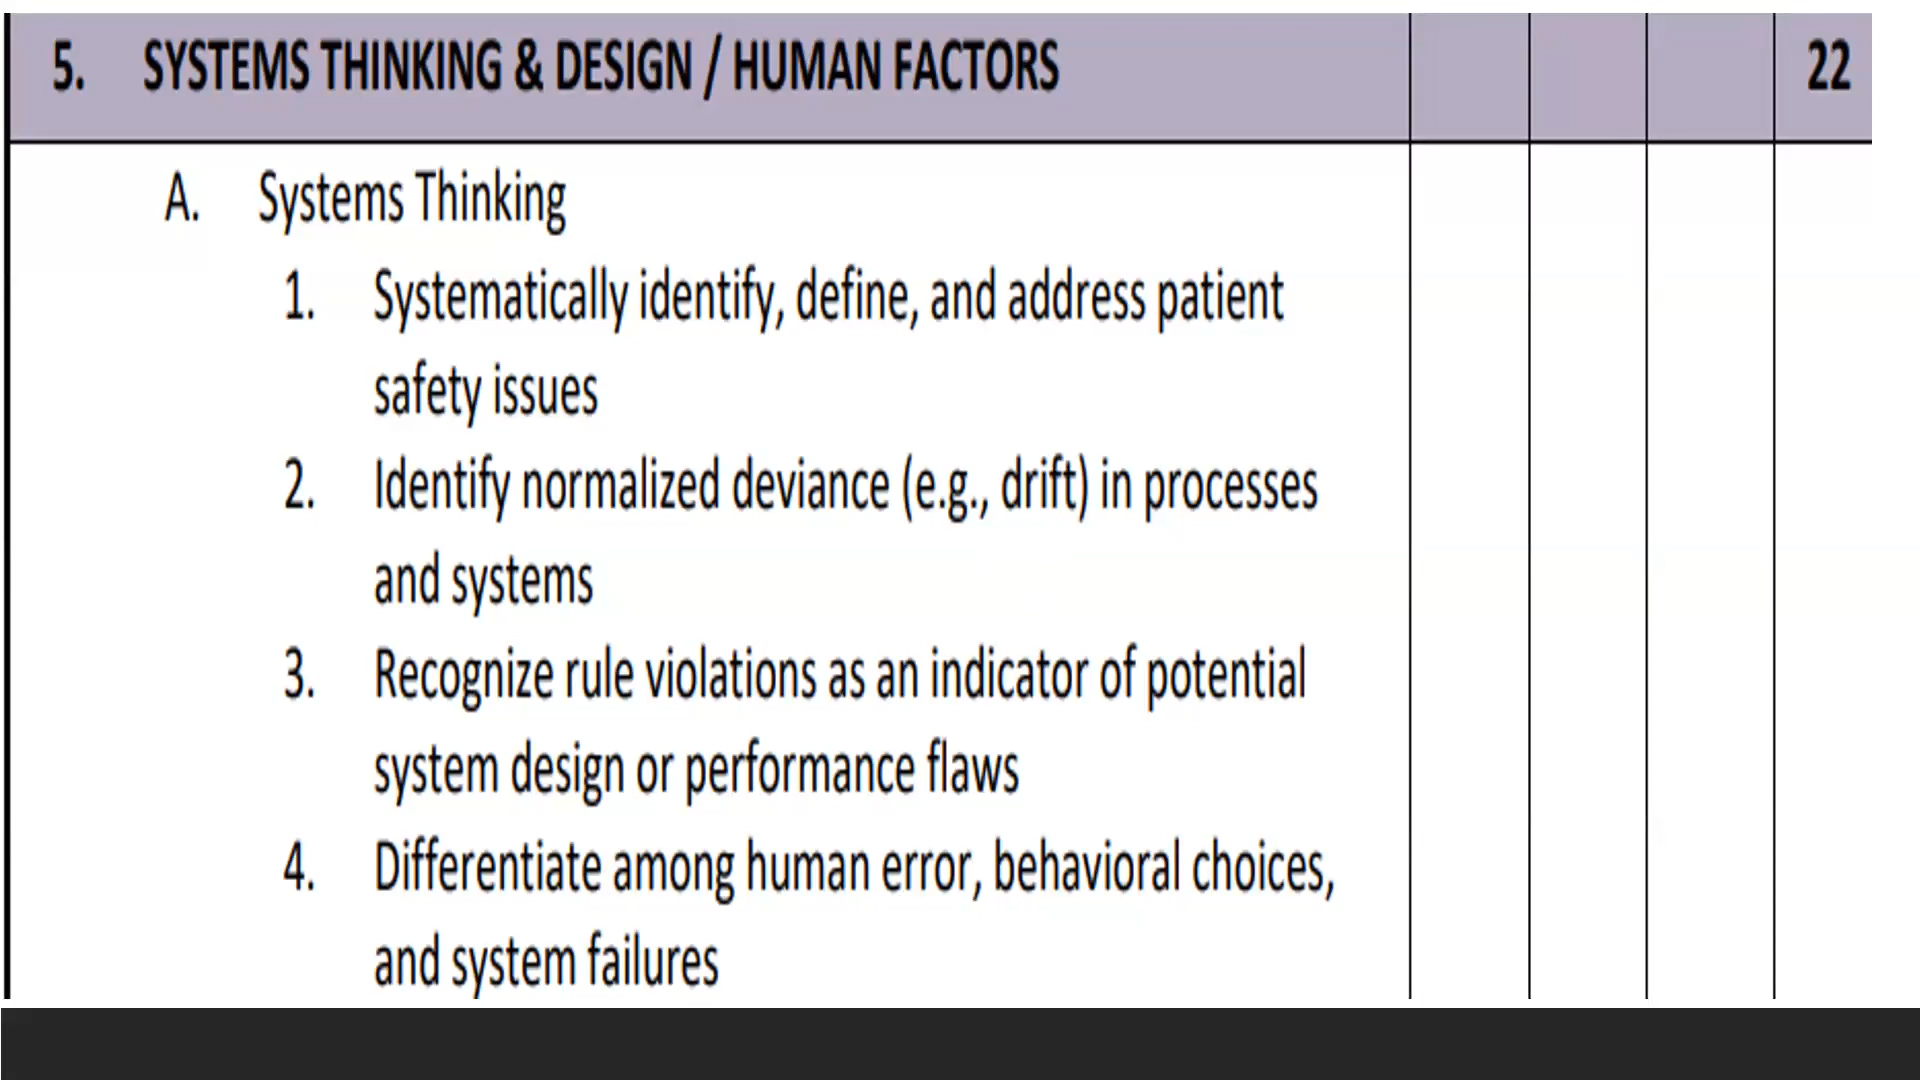 5. SYSTEMS THINKING & DESIGN / HUMAN FACTORS 22
A. Systems Thinking
1. Systematically identify, define, and address patient
safety issues
2. Identify normalized deviance (e.g., drift) in processes
and systems
3. Recognize rule violations as an indicator of potential
system design or performance flaws
4. Differentiate among human error, behavioral choices,
and system failures